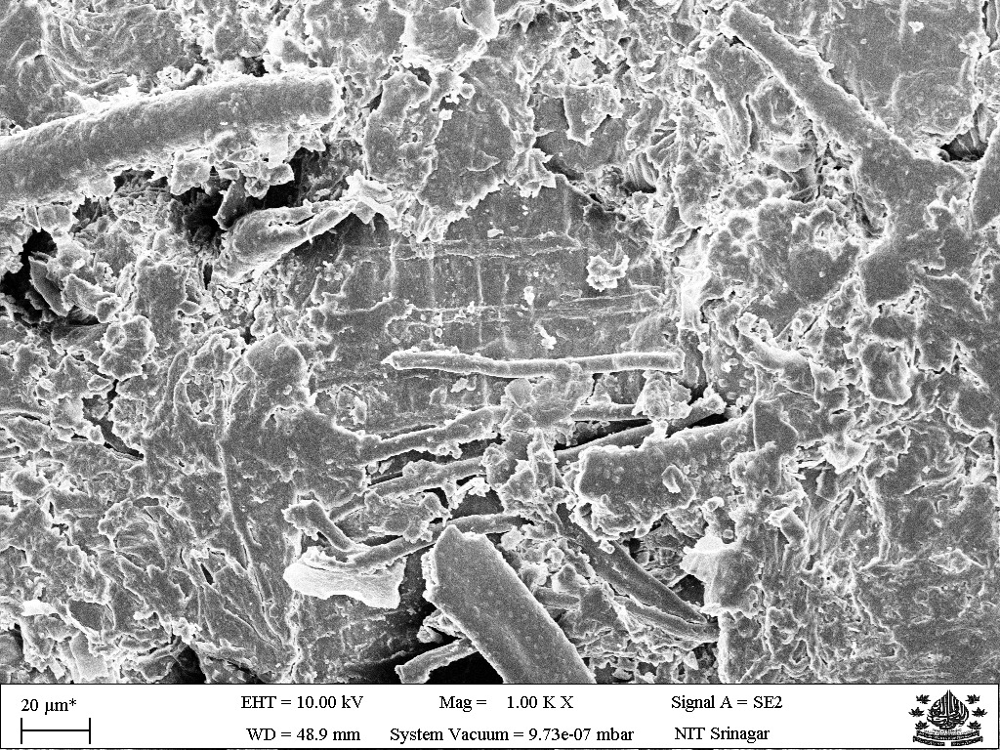 20 µm*
EHT = 10.00 kV
Mag = 1.00 K X
Signal A = SE2
WD = 48.9 mm
System Vacuum = 9.73e-07 mbar
NIT Srinagar